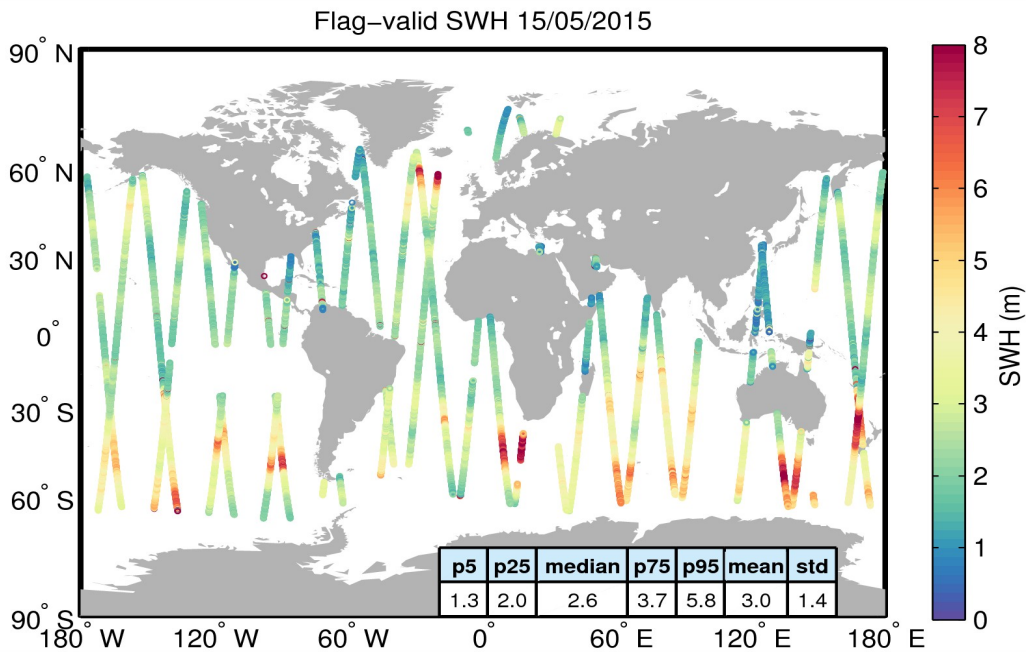 Flag−valid SWH 15/05/2015
90° N
60° N
30° N
0°
30° S
60° S
90° S
180° W
120° W
60° W
0°
60° E
120° E
180° E
p5 p25 median p75 p95 mean std
1.3 2.0 2.6 3.7 5.8 3.0 1.4
8
7
6
5
4
3
2
1
0
SWH (m)